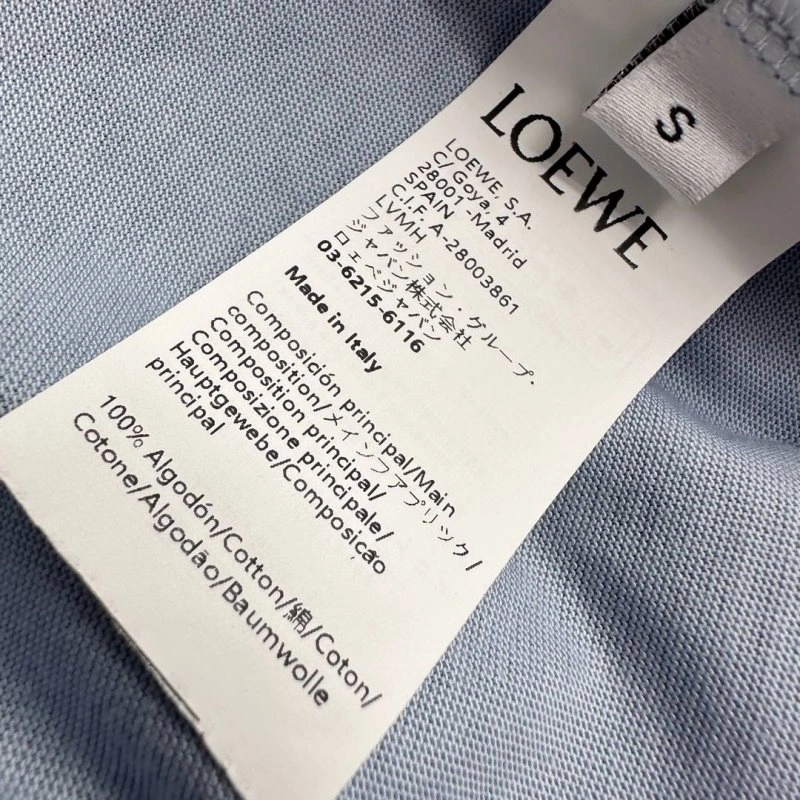 S
LOEWE
LOEWE, S.A.
C/ Goya, 4
28001 -Madrid
SPAIN
C.I.F. A-28003861
LVMH
ファッション・グループ.
ジャパン株式会社
ロエベジャパン
03-6215-6116
Made in Italy
Composición principal/Main
composition/メインファブリック/
Composition principal/
Composizione principale/
Hauptgewebe/Composicão
principal
100% Algodón/Cotton/綿/Coton/
Cotone/Algodão/Baumwolle